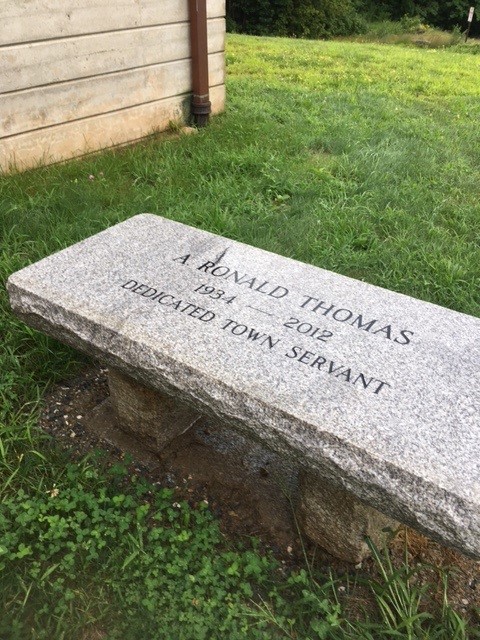 A RONALD THOMAS
1934 — 2012
DEDICATED TOWN SERVANT